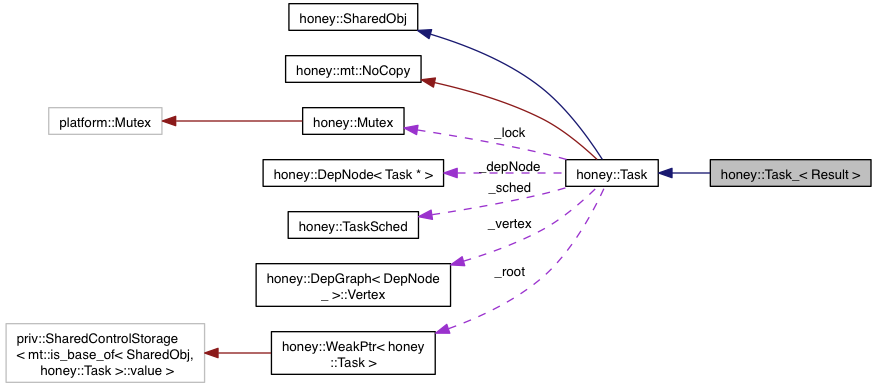 honey::SharedObj
honey::mt::NoCopy
platform::Mutex
honey::Mutex
_lock
honey::DepNode< Task * >
_depNode
honey::Task
honey::Task_< Result >
_sched
honey::TaskSched
_vertex
honey::DepGraph< DepNode
_ >::Vertex
_root
priv::SharedControlStorage
< mt::is_base_of< SharedObj,
honey::Task >::value >
honey::WeakPtr< honey
::Task >